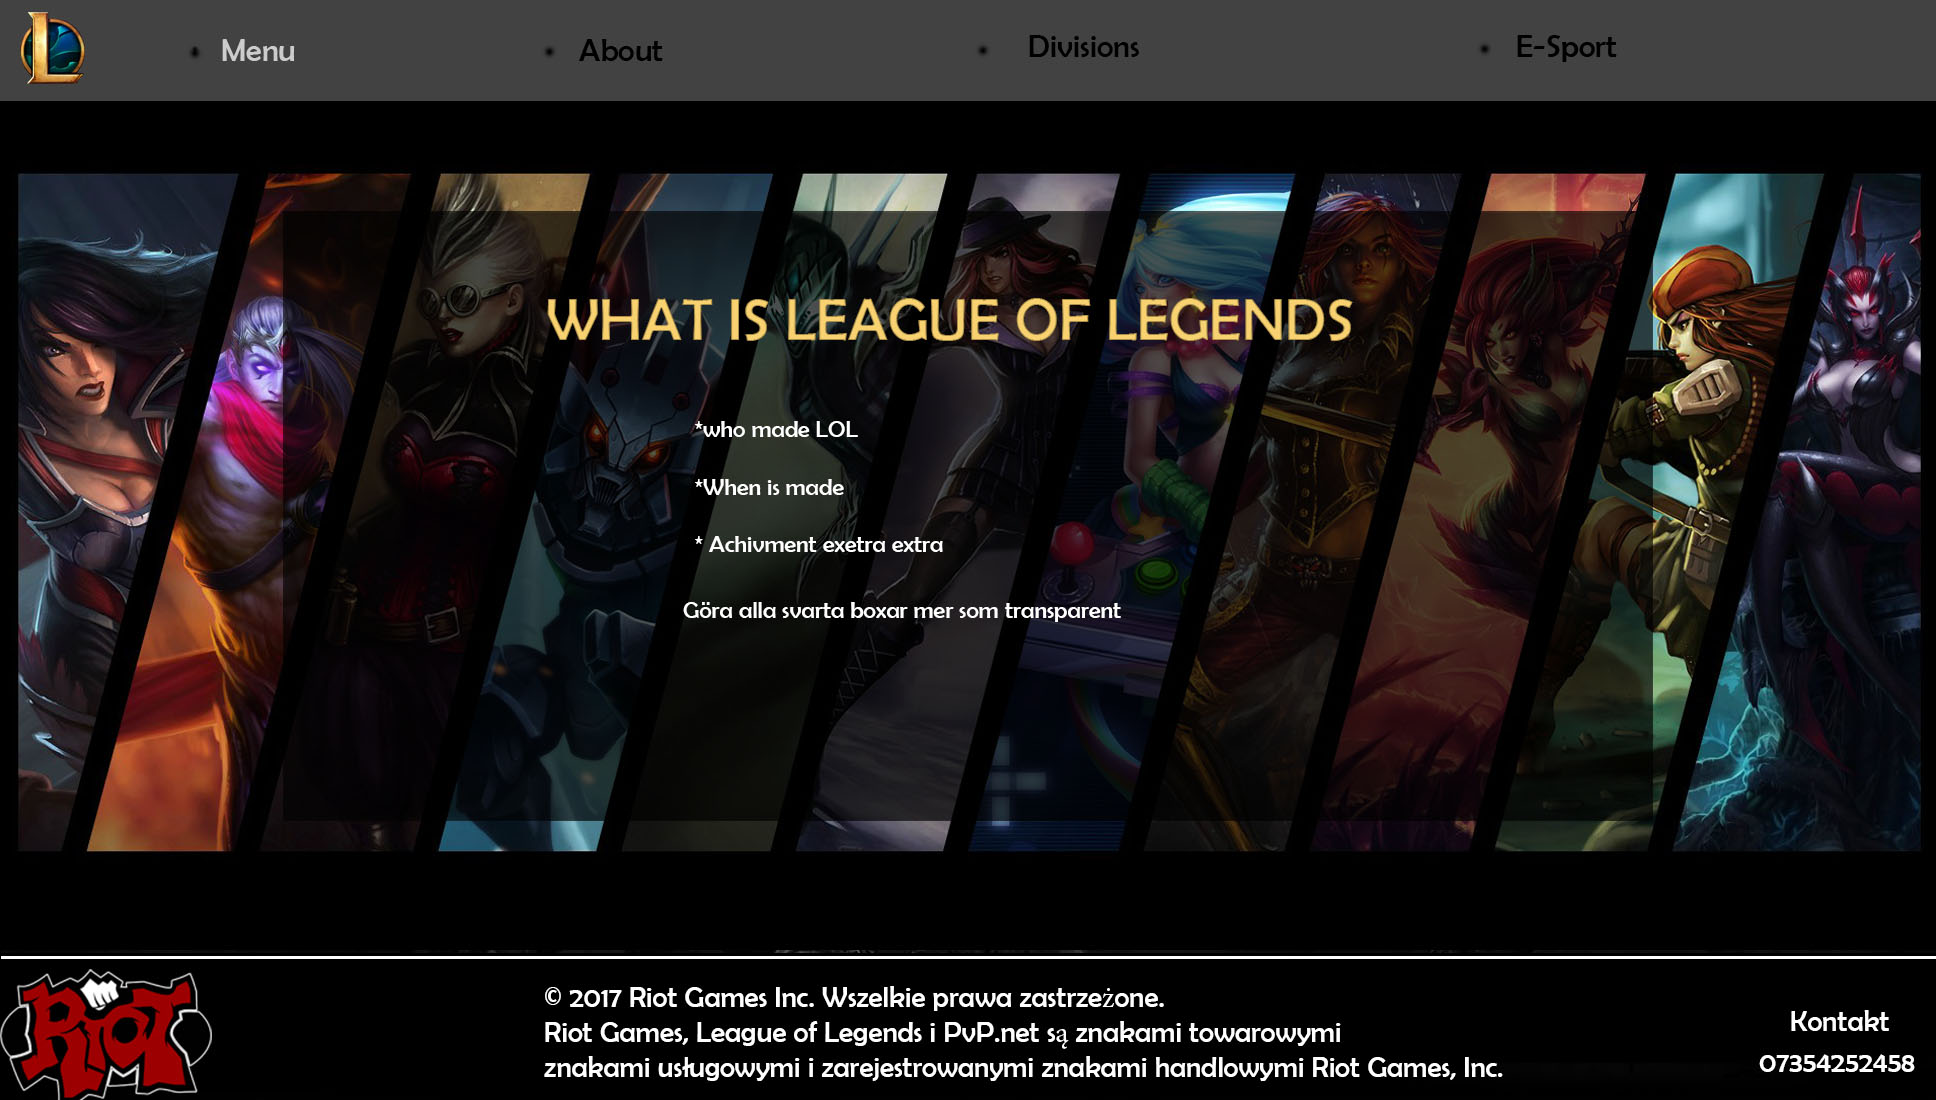 Menu
About
Divisions
E-Sport
WHAT IS LEAGUE OF LEGENDS
*who made LOL
*When is made
* Achivment exetra extra
Göra alla svarta boxar mer som transparent
RioT
© 2017 Riot Games Inc. Wszelkie prawa zastrzeżone.
Riot Games, League of Legends i PvP.net są znakami towarowymi
znakami usługowymi i zarejestrowanymi znakami handlowymi Riot Games, Inc.
Kontakt
07354252458